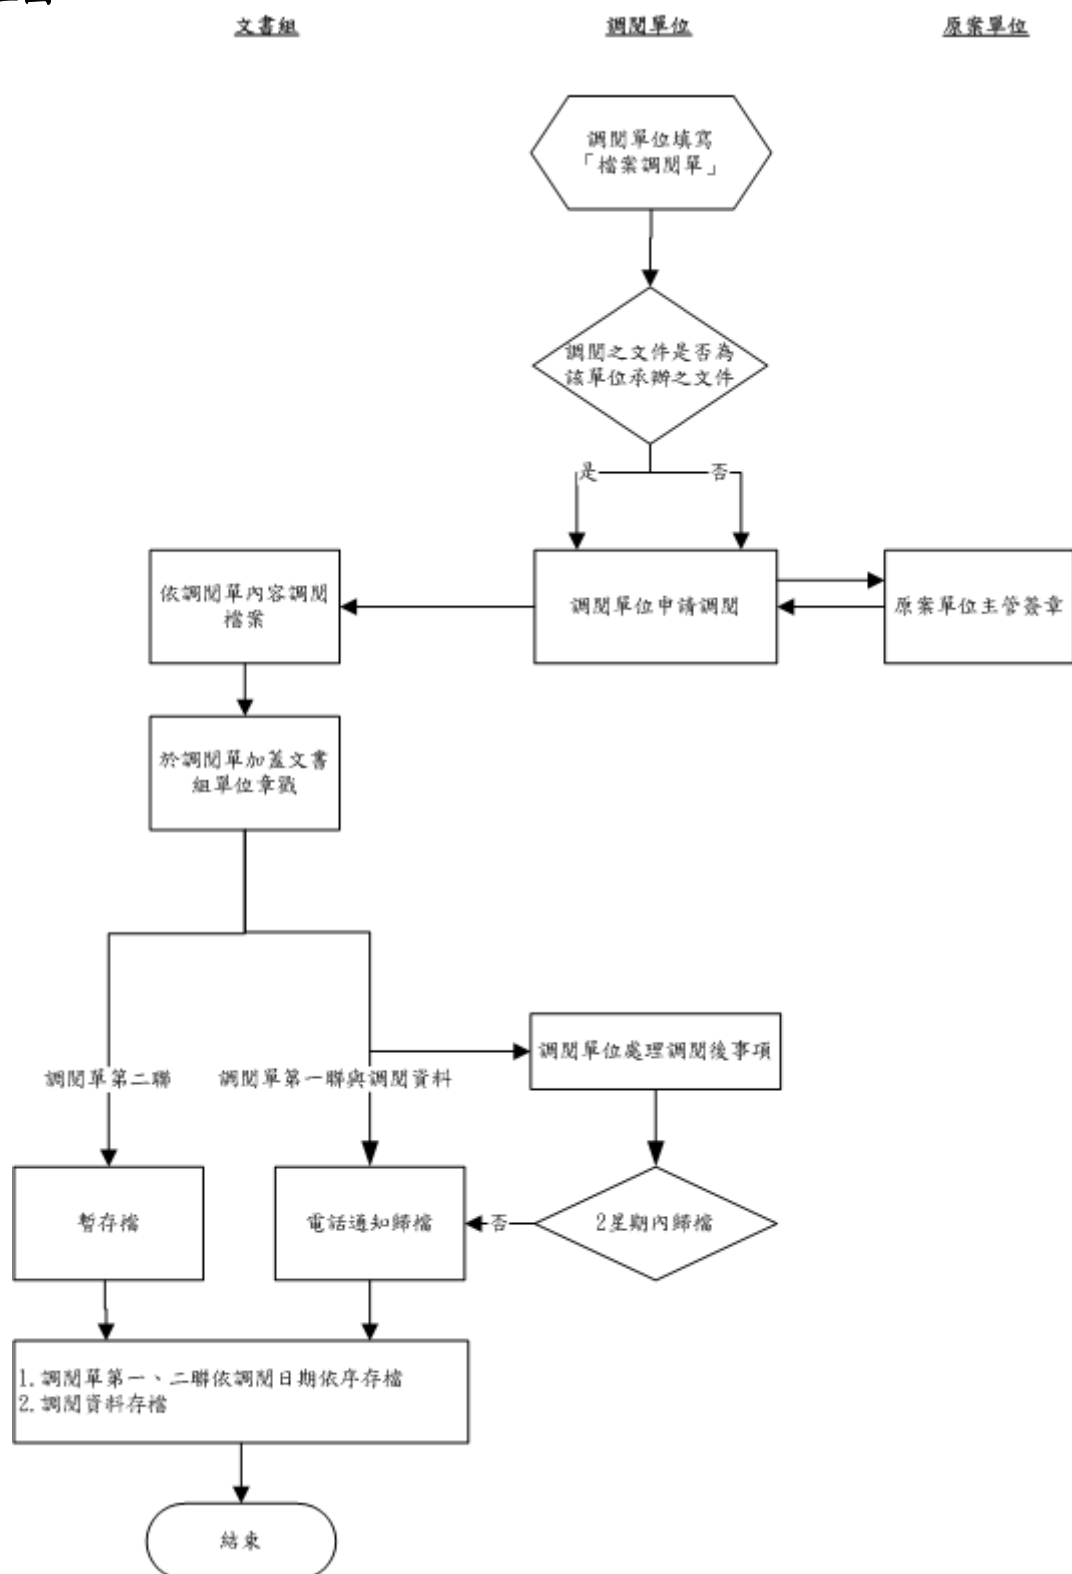 文書組
調閱單位
原案單位
調閱單位填寫
「檔案調閱單」
調閱之文件是否為
該單位承辦之文件
是
否
依調閱單內容調閱
檔案
調閱單位申請調閱
原案單位主管簽章
於調閱單加蓋文書
組單位章戳
調閱單位處理調閱後事項
調閱單第二聯
調閱單第一聯與調閱資料
暫存檔
電話通知歸檔
否
2星期內歸檔
1. 調閱單第一、二聯依調閱日期依序存檔
2. 調閱資料存檔
結束